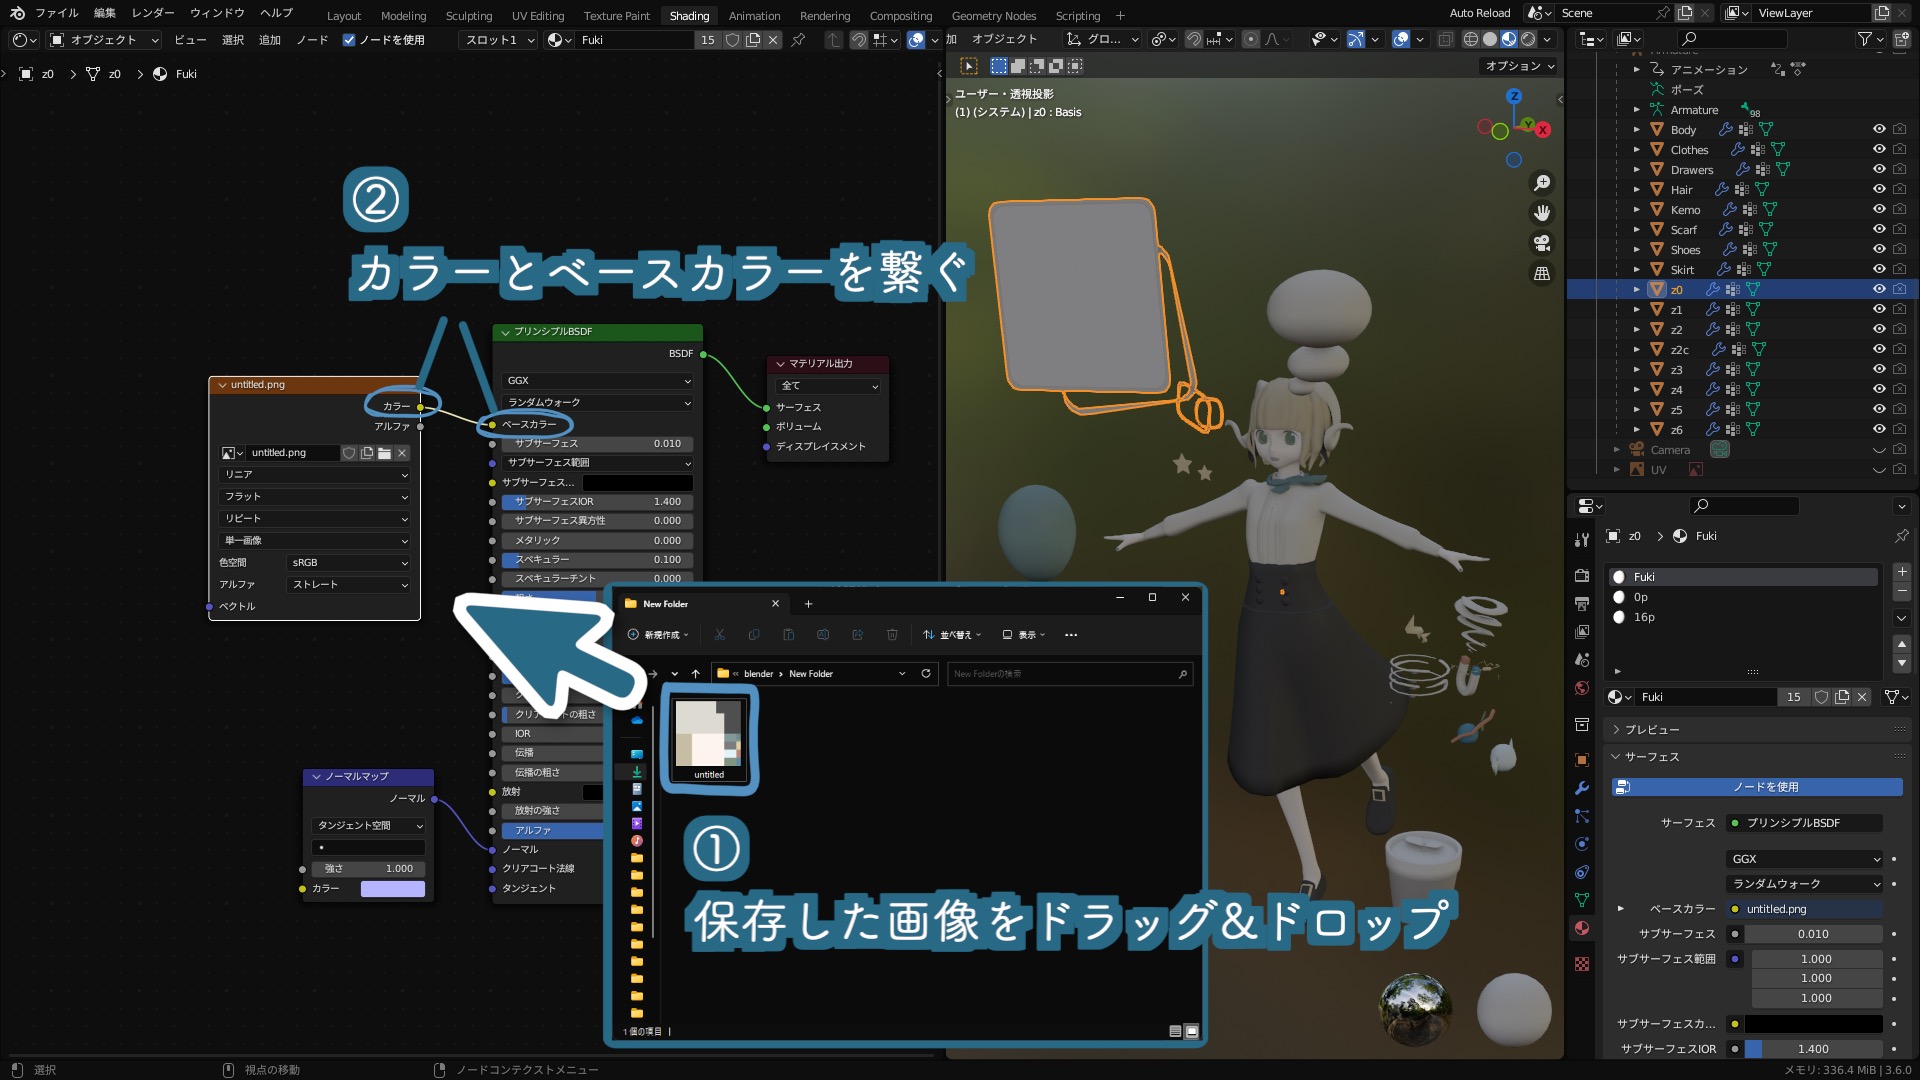 ファイル 編集 レンダー ウィンドウ ヘルプ Layout Modeling Sculpting UV Editing Texture Paint Shading Animation Rendering Compositing Geometry Nodes Scripting + Auto Reload Scene ViewLayer
オブジェクト ビュー 選択 追加 ノード ノードを使用 スロット1 Fuki 15
加 オブジェクト グロ...
オプション
z0 > z0 > Fuki
ユーザー・透視投影
(1) (システム) | z0 : Basis
Z
Y
X
②
カラーとベースカラーを繋ぐ
プリンシプルBSDF
BSDF
GGX
ランダムウォーク
ベースカラー
サブサーフェス 0.010
サブサーフェス範囲
サブサーフェス...
サブサーフェスIOR 1.400
サブサーフェス異方性 0.000
メタリック 0.000
スペキュラー 0.100
スペキュラーチント 0.000
クリアコートの粗さ
IOR
伝播
伝播の粗さ
放射
放射の強さ
アルファ
ノーマル
クリアコート法線
タンジェント
マテリアル出力
全て
サーフェス
ボリューム
ディスプレイスメント
untitled.png
カラー
アルファ
untitled.png
リニア
フラット
リピート
単一画像
色空間 sRGB
アルファ ストレート
ベクトル
ノーマルマップ
ノーマル
タンジェント空間
強さ 1.000
カラー
New Folder
新規作成 並べ替え 表示
« blender › New Folder
New Folderの検索
untitled
①
保存した画像をドラッグ&ドロップ
1 個の項目
アニメーション
ポーズ
Armature 98
Body
Clothes
Drawers
Hair
Kemo
Scarf
Shoes
Skirt
z0
z1
z2
z2c
z3
z4
z5
z6
Camera
UV
z0 > Fuki
Fuki
0p
16p
Fuki 15
プレビュー
サーフェス
ノードを使用
サーフェス プリンシプルBSDF
GGX
ランダムウォーク
ベースカラー untitled.png
サブサーフェス 0.010
サブサーフェス範囲 1.000
1.000
1.000
サブサーフェスカ...
サブサーフェスIOR 1.400
選択 視点の移動 ノードコンテクストメニュー メモリ: 336.4 MiB | 3.6.0